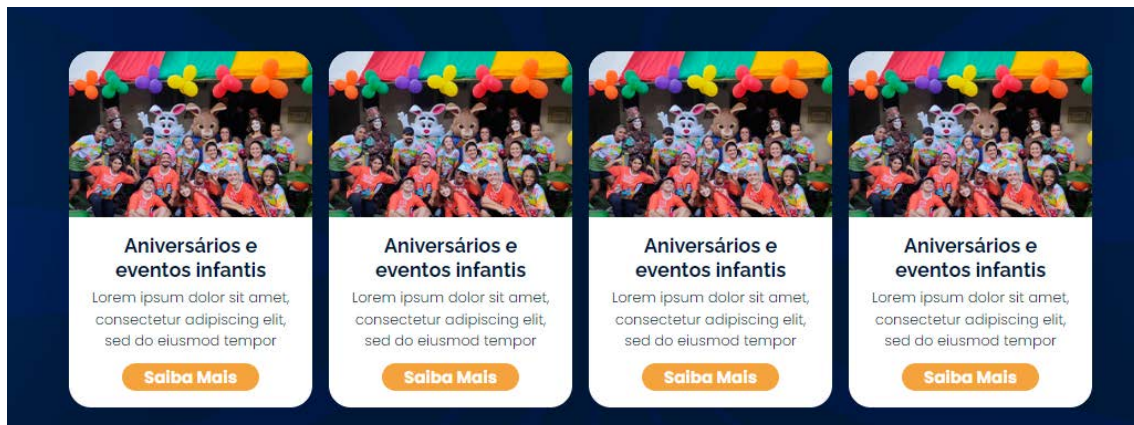 Aniversários e
eventos infantis
Lorem ipsum dolor sit amet,
consectetur adipiscing elit,
sed do eiusmod tempor
Saiba Mais
Aniversários e
eventos infantis
Lorem ipsum dolor sit amet,
consectetur adipiscing elit,
sed do eiusmod tempor
Saiba Mais
Aniversários e
eventos infantis
Lorem ipsum dolor sit amet,
consectetur adipiscing elit,
sed do eiusmod tempor
Saiba Mais
Aniversários e
eventos infantis
Lorem ipsum dolor sit amet,
consectetur adipiscing elit,
sed do eiusmod tempor
Saiba Mais